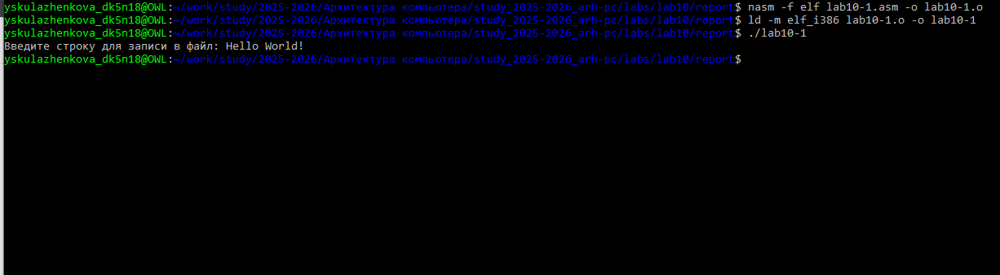 yskulazhenkova_dk5n18@OWL:~/work/study/2025-2026/Архитектура компьютера/study_2025-2026_arh-pc/labs/lab10/report$ nasm -f elf lab10-1.asm -o lab10-1.o
yskulazhenkova_dk5n18@OWL:~/work/study/2025-2026/Архитектура компьютера/study_2025-2026_arh-pc/labs/lab10/report$ ld -m elf_i386 lab10-1.o -o lab10-1
yskulazhenkova_dk5n18@OWL:~/work/study/2025-2026/Архитектура компьютера/study_2025-2026_arh-pc/labs/lab10/report$ ./lab10-1
Введите строку для записи в файл: Hello World!
yskulazhenkova_dk5n18@OWL:~/work/study/2025-2026/Архитектура компьютера/study_2025-2026_arh-pc/labs/lab10/report$